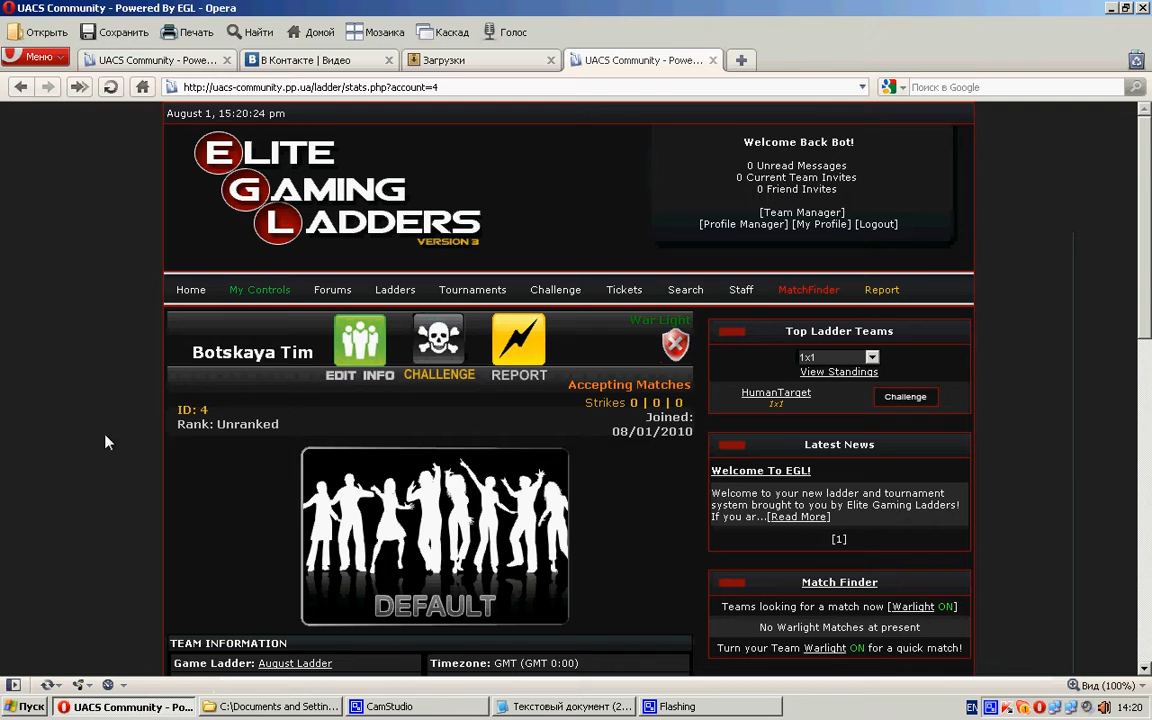 UACS Community - Powered By EGL - Opera
Открыть Сохранить Печать Найти Домой Мозаика Каскад Голос
Меню UACS Community - Powe... В Контакте | Видео Загрузки UACS Community - Powe...
http://uacs-community.pp.ua/ladder/stats.php?account=4 Поиск в Google
August 1, 15:20:24 pm
ELITE
GAMING
LADDERS
VERSION 3
Welcome Back Bot!
0 Unread Messages
0 Current Team Invites
0 Friend Invites
[Team Manager]
[Profile Manager] [My Profile] [Logout]
Home My Controls Forums Ladders Tournaments Challenge Tickets Search Staff MatchFinder Report
Botskaya Tim
EDIT INFO CHALLENGE REPORT
War Light
Accepting Matches
Strikes 0 | 0 | 0
Joined:
08/01/2010
ID: 4
Rank: Unranked
DEFAULT
TEAM INFORMATION
Game Ladder: August Ladder Timezone: GMT (GMT 0:00)
Top Ladder Teams
1x1
View Standings
HumanTarget Challenge
1x1
Latest News
Welcome To EGL!
Welcome to your new ladder and tournament
system brought to you by Elite Gaming Ladders!
If you ar...[Read More]
[1]
Match Finder
Teams looking for a match now [Warlight ON]
No Warlight Matches at present
Turn your Team Warlight ON for a quick match!
Вид (100%)
Пуск UACS Community - Po... C:\Documents and Settin... CamStudio Текстовый документ (2... Flashing EN 14:20